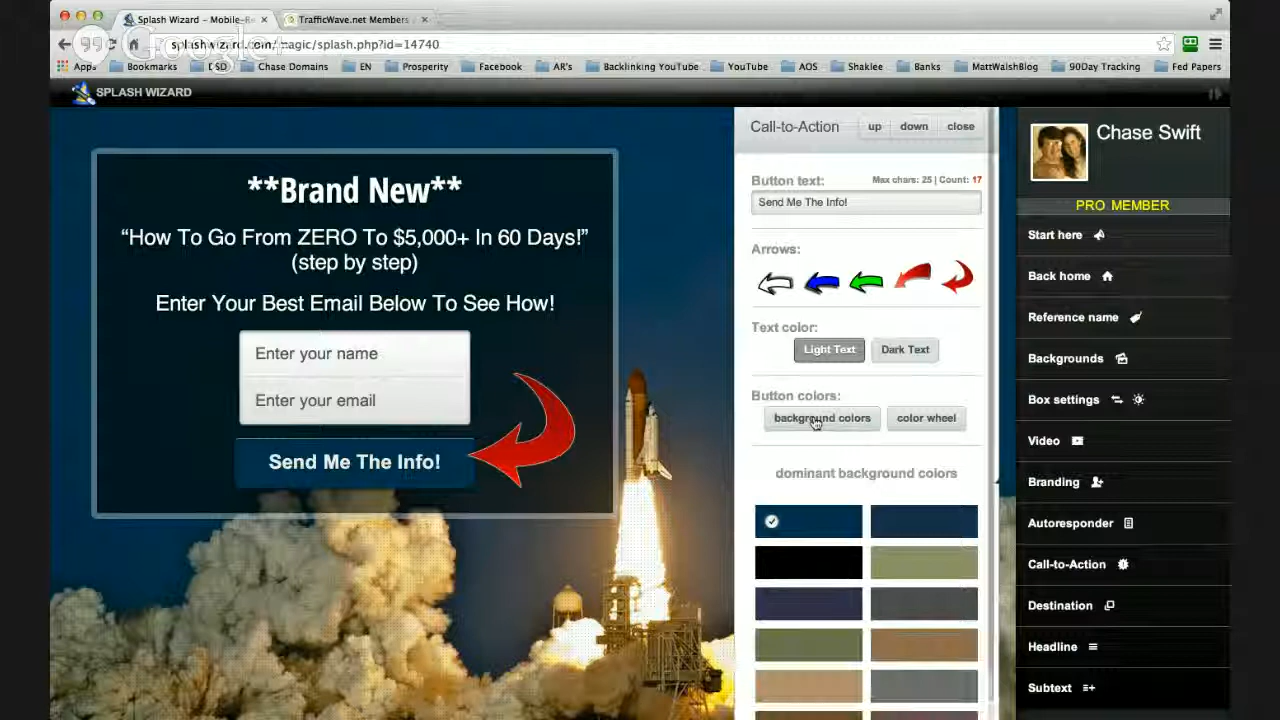 Splash Wizard - Mobile-Re
TrafficWave.net Members
Google+
splashwizard.com/magic/splash.php?id=14740
Apps
Bookmarks
CSD
Chase Domains
EN
Prosperity
Facebook
AR's
Backlinking YouTube
YouTube
AOS
Shaklee
Banks
MattWalshBlog
90Day Tracking
Fed Papers
SPLASH WIZARD
**Brand New**
“How To Go From ZERO To $5,000+ In 60 Days!”
(step by step)
Enter Your Best Email Below To See How!
Enter your name
Enter your email
Send Me The Info!
Call-to-Action
up
down
close
Button text:
Max chars: 25 | Count: 17
Send Me The Info!
Arrows:
Text color:
Light Text
Dark Text
Button colors:
background colors
color wheel
dominant background colors
Chase Swift
PRO MEMBER
Start here
Back home
Reference name
Backgrounds
Box settings
Video
Branding
Autoresponder
Call-to-Action
Destination
Headline
Subtext